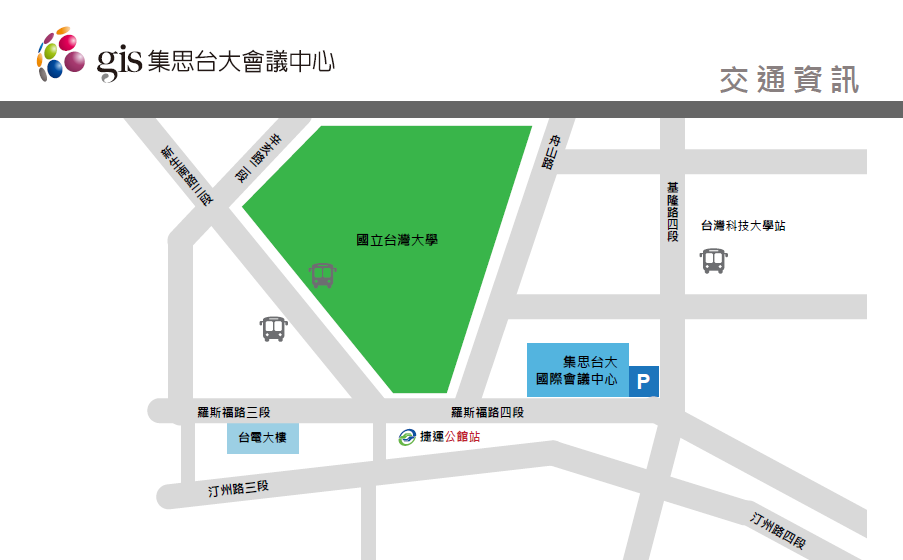 gis 集思台大會議中心
交通資訊
新生南路三段
辛亥路一段
舟山路
基隆路四段
台灣科技大學站
國立台灣大學
集思台大
國際會議中心
P
羅斯福路三段
羅斯福路四段
台電大樓
捷運公館站
汀州路三段
汀州路四段